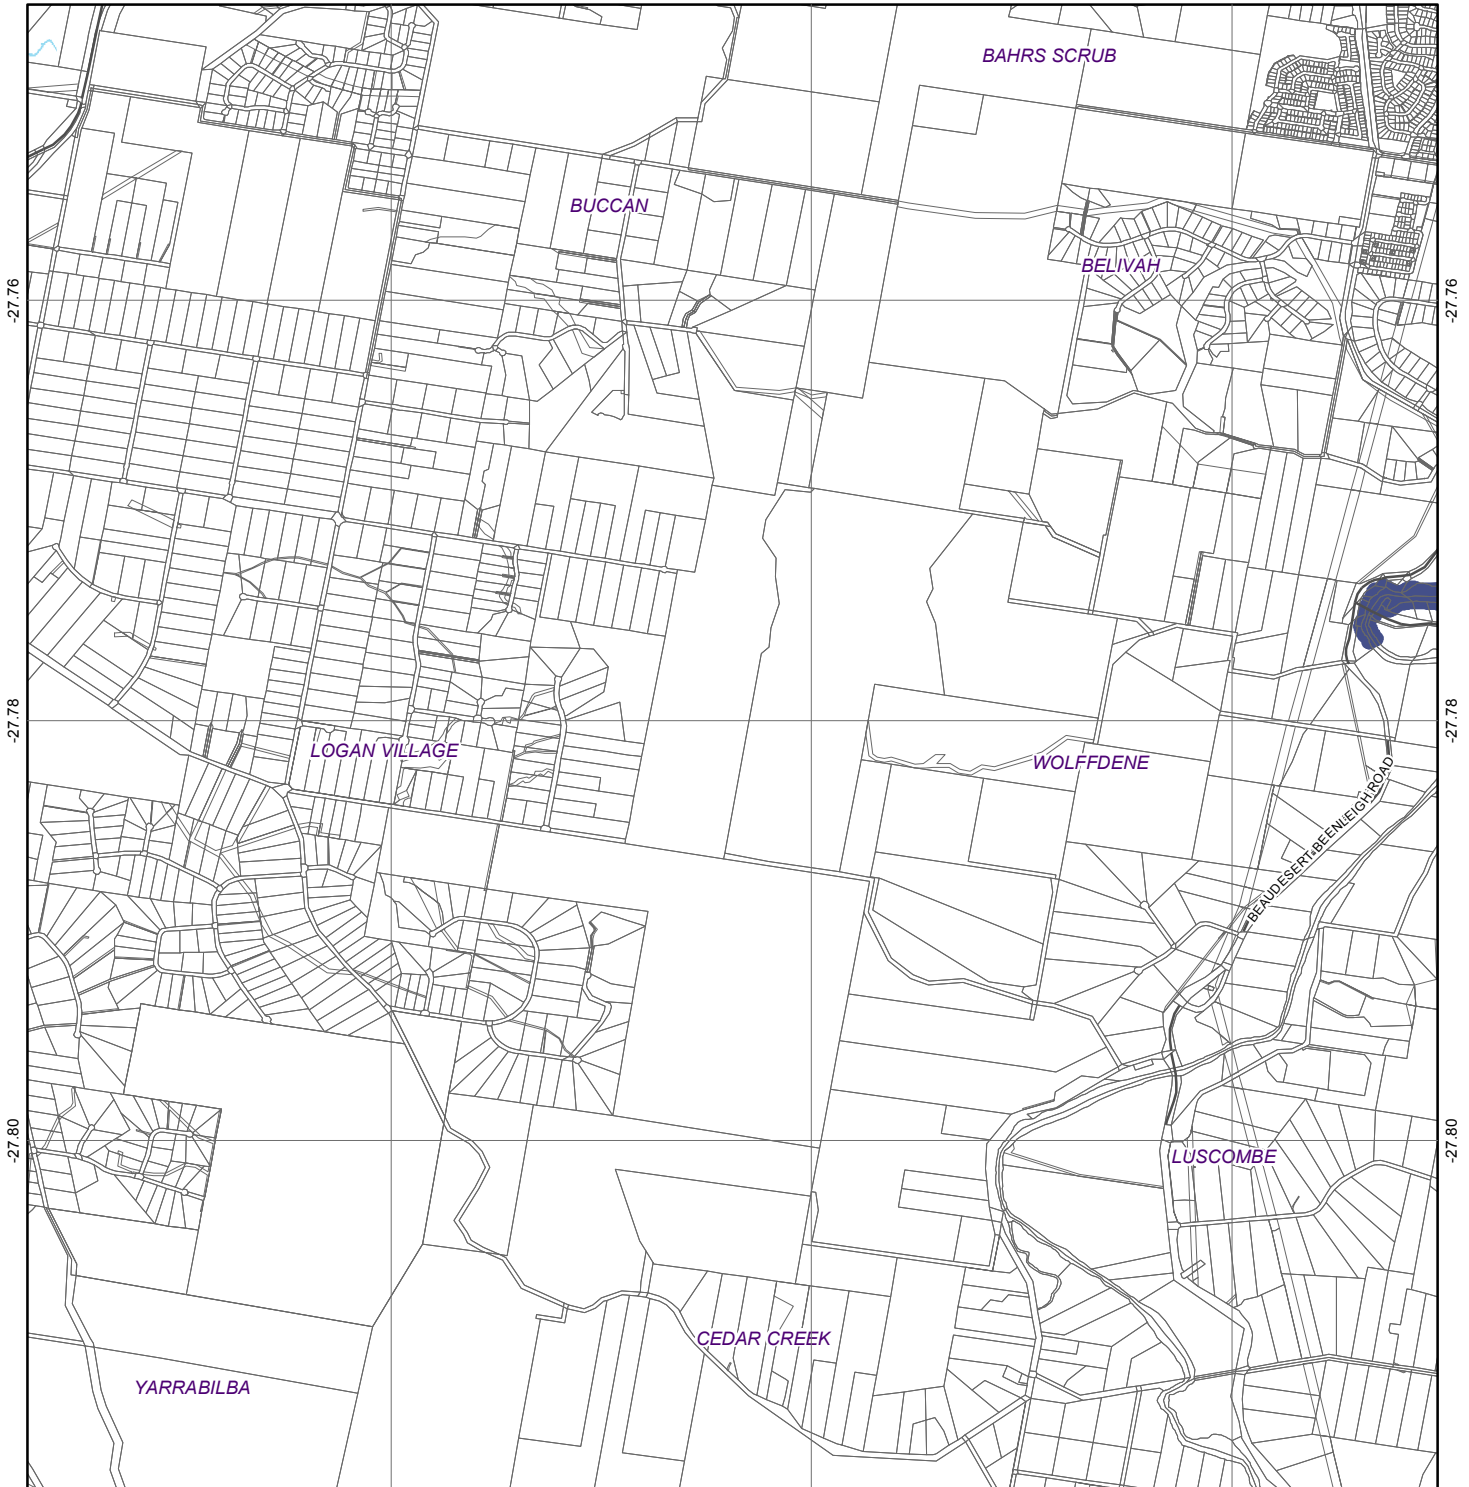 BAHRS SCRUB
BUCCAN
BELIVAH
-27.76
-27.76
-27.78
-27.78
LOGAN VILLAGE
WOLFFDENE
BEAUDESERT-BEENLEIGH ROAD
-27.80
-27.80
LUSCOMBE
CEDAR CREEK
YARRABILBA